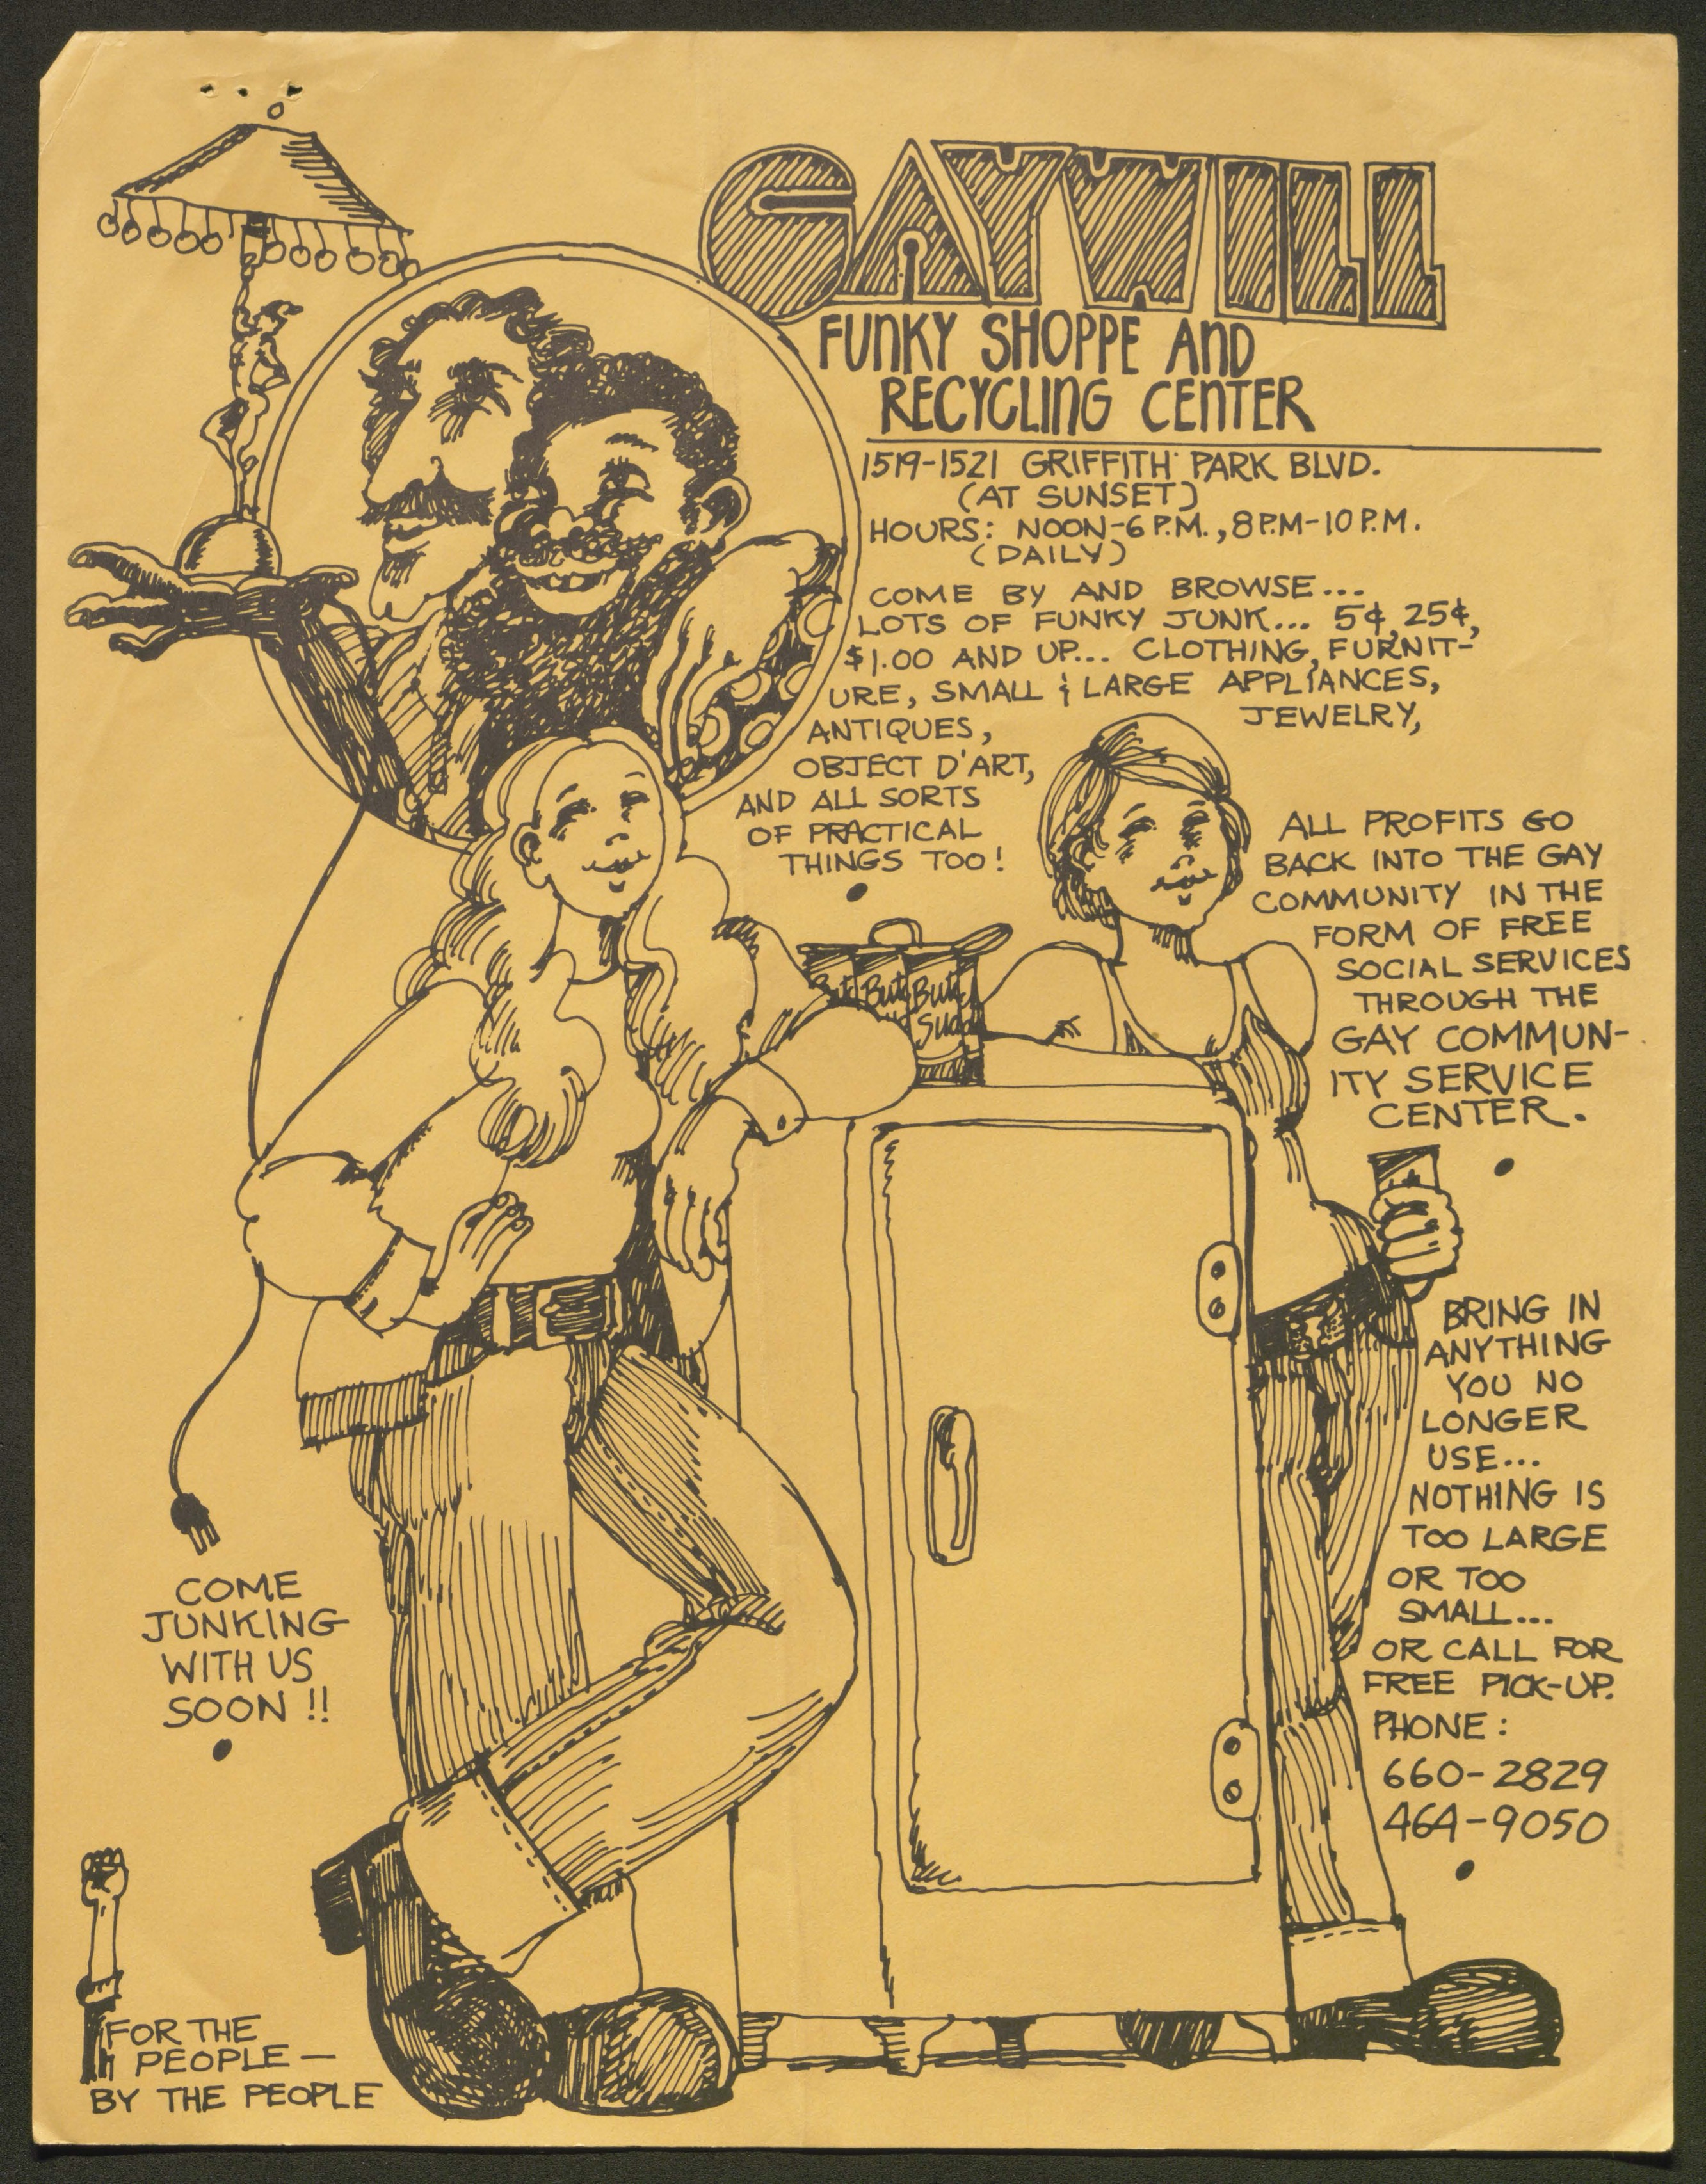 GAYWILL
FUNKY SHOPPE AND
RECYCLING CENTER
1519-1521 GRIFFITH PARK BLVD.
(AT SUNSET)
HOURS: NOON-6 P.M., 8 P.M-10 P.M.
(DAILY)
COME BY AND BROWSE...
LOTS OF FUNKY JUNK... 5¢, 25¢,
$1.00 AND UP... CLOTHING, FURNIT-
URE, SMALL & LARGE APPLIANCES,
JEWELRY,
ANTIQUES,
OBJECT D'ART,
AND ALL SORTS
OF PRACTICAL
THINGS TOO!
ALL PROFITS GO
BACK INTO THE GAY
COMMUNITY IN THE
FORM OF FREE
SOCIAL SERVICES
THROUGH THE
GAY COMMUN-
ITY SERVICE
CENTER.
BRING IN
ANYTHING
YOU NO
LONGER
USE...
NOTHING IS
TOO LARGE
OR TOO
SMALL...
OR CALL FOR
FREE PICK-UP.
PHONE:
660-2829
464-9050
COME
JUNKING
WITH US
SOON!!
FOR THE
PEOPLE—
BY THE PEOPLE